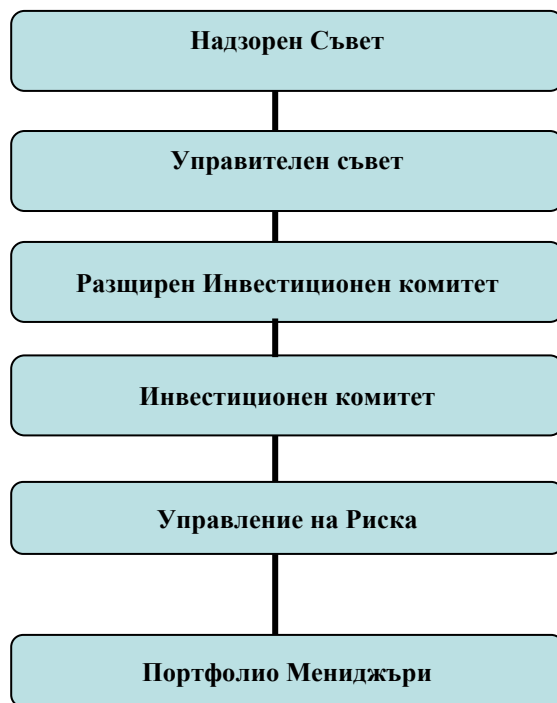 Надзорен Съвет
Управителен съвет
Разщирен Инвестиционен комитет
Инвестиционен комитет
Управление на Риска
Портфолио Мениджъри